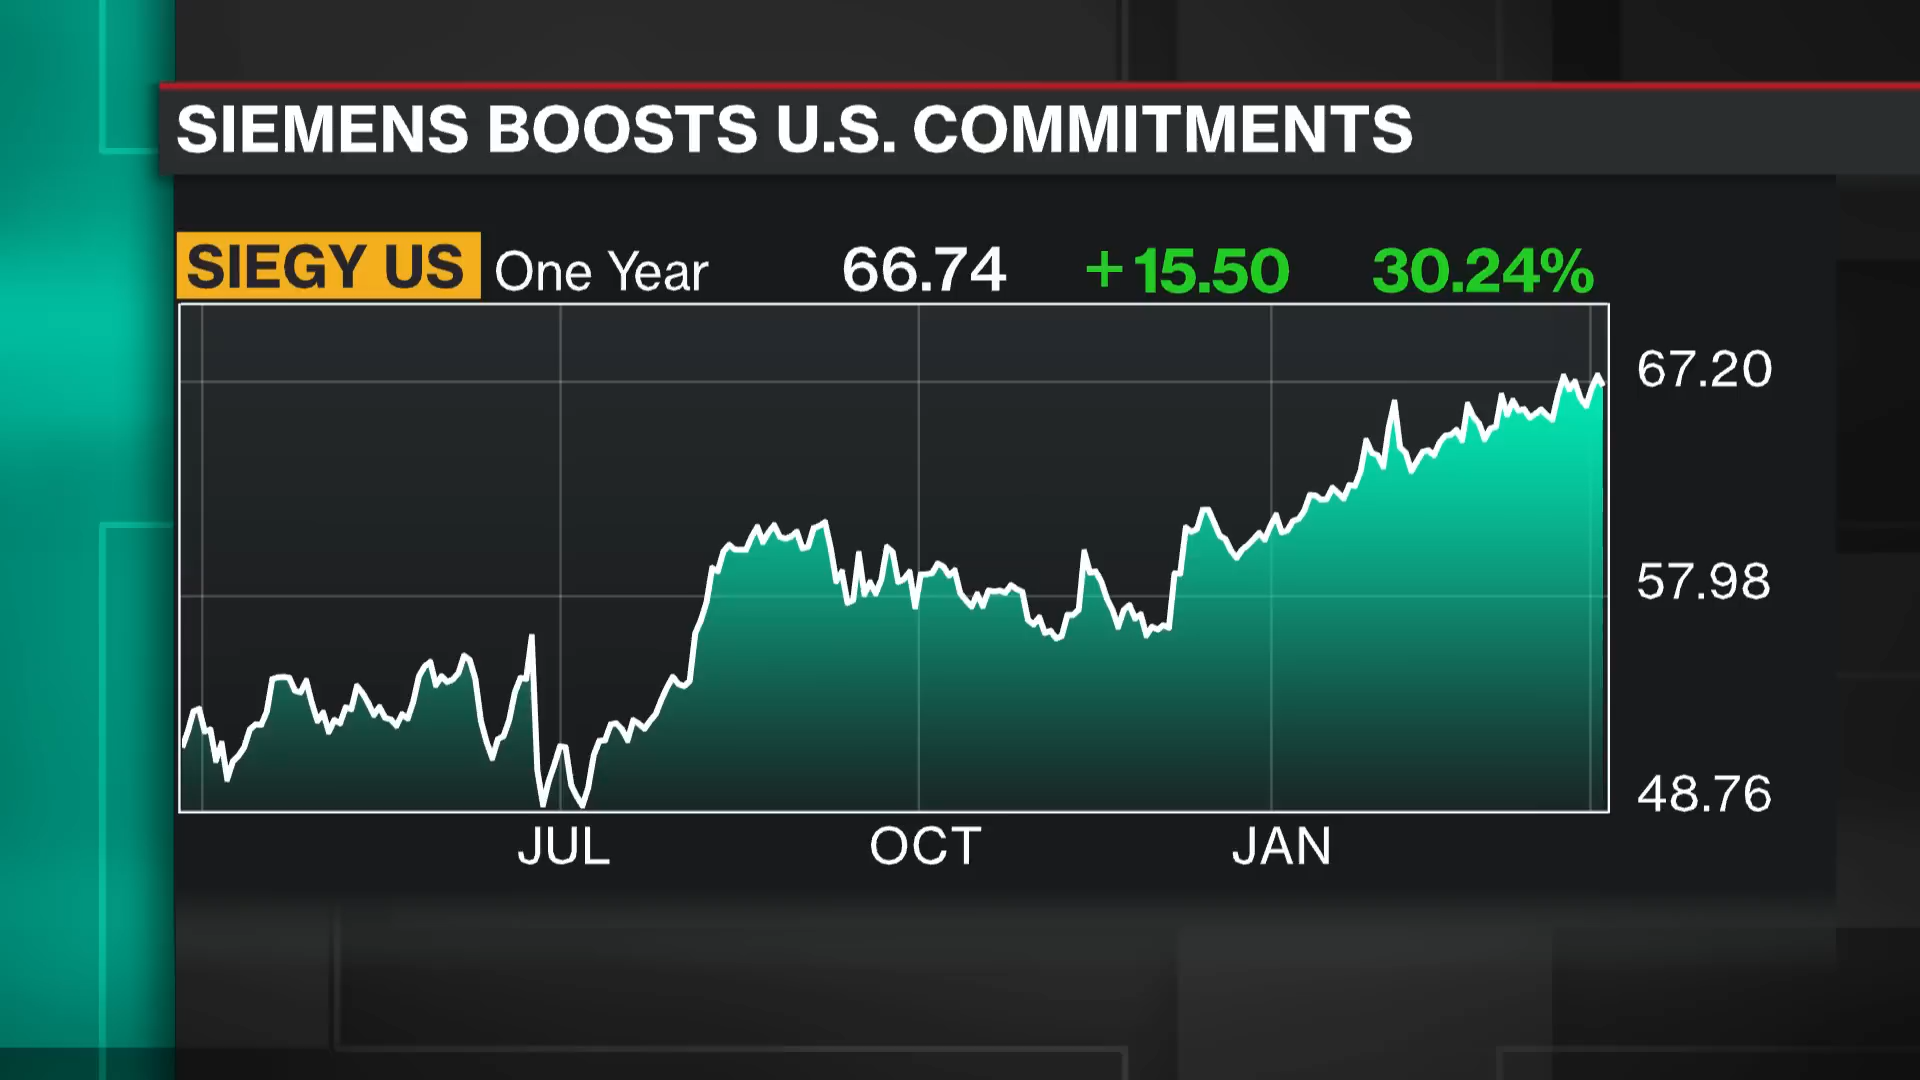 SIEMENS BOOSTS U.S. COMMITMENTS
SIEGY US One Year 66.74 +15.50 30.24%
67.20
57.98
48.76
JUL OCT JAN